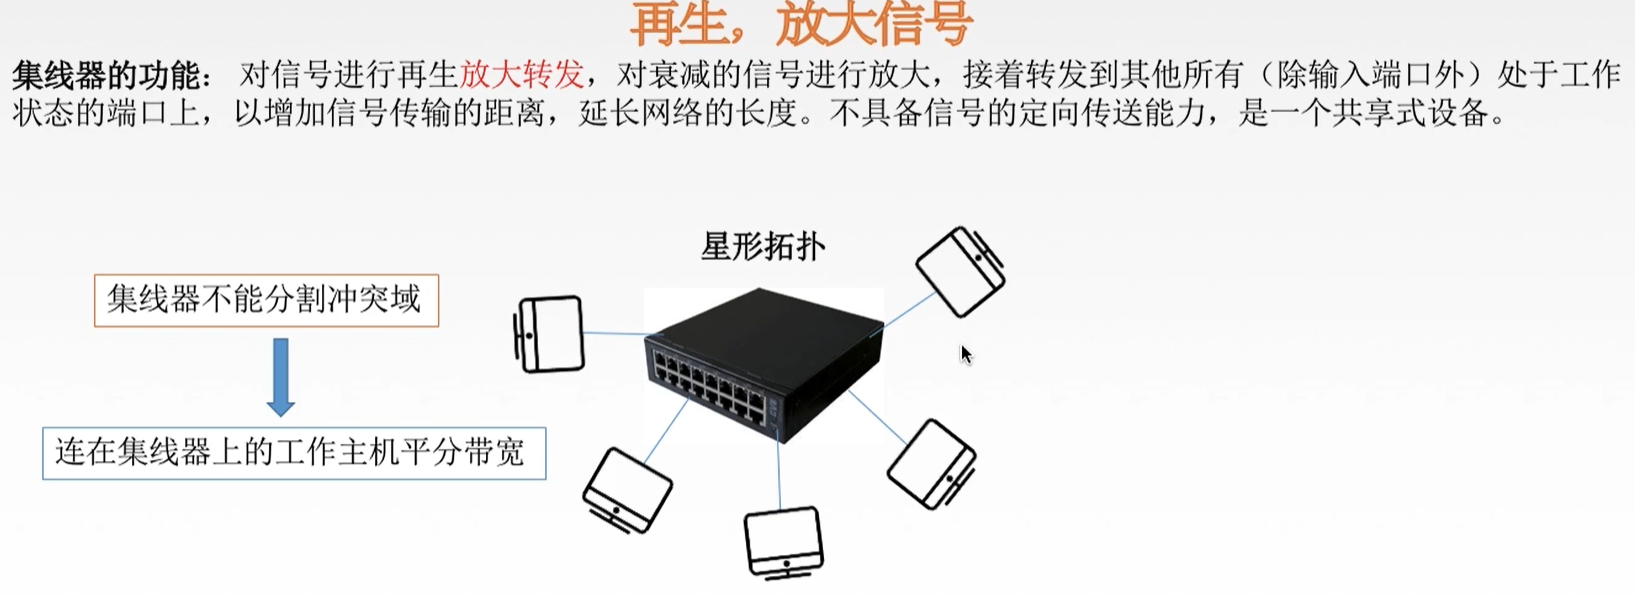 再生，放大信号
集线器的功能： 对信号进行再生放大转发，对衰减的信号进行放大，接着转发到其他所有（除输入端口外）处于工作
状态的端口上，以增加信号传输的距离，延长网络的长度。不具备信号的定向传送能力，是一个共享式设备。
星形拓扑
集线器不能分割冲突域
连在集线器上的工作主机平分带宽